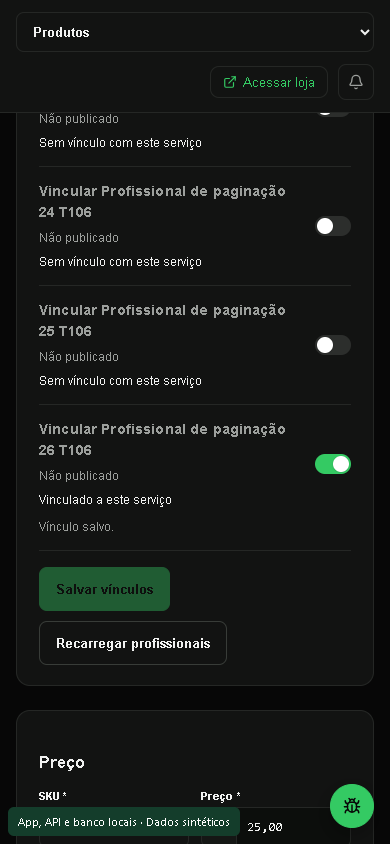 Produtos
Acessar loja
Não publicado
Sem vínculo com este serviço
Vincular Profissional de paginação
24 T106
Não publicado
Sem vínculo com este serviço
Vincular Profissional de paginação
25 T106
Não publicado
Sem vínculo com este serviço
Vincular Profissional de paginação
26 T106
Não publicado
Vinculado a este serviço
Vínculo salvo.
Salvar vínculos
Recarregar profissionais
Preço
SKU * Preço *
App, API e banco locais · Dados sintéticos
25,00